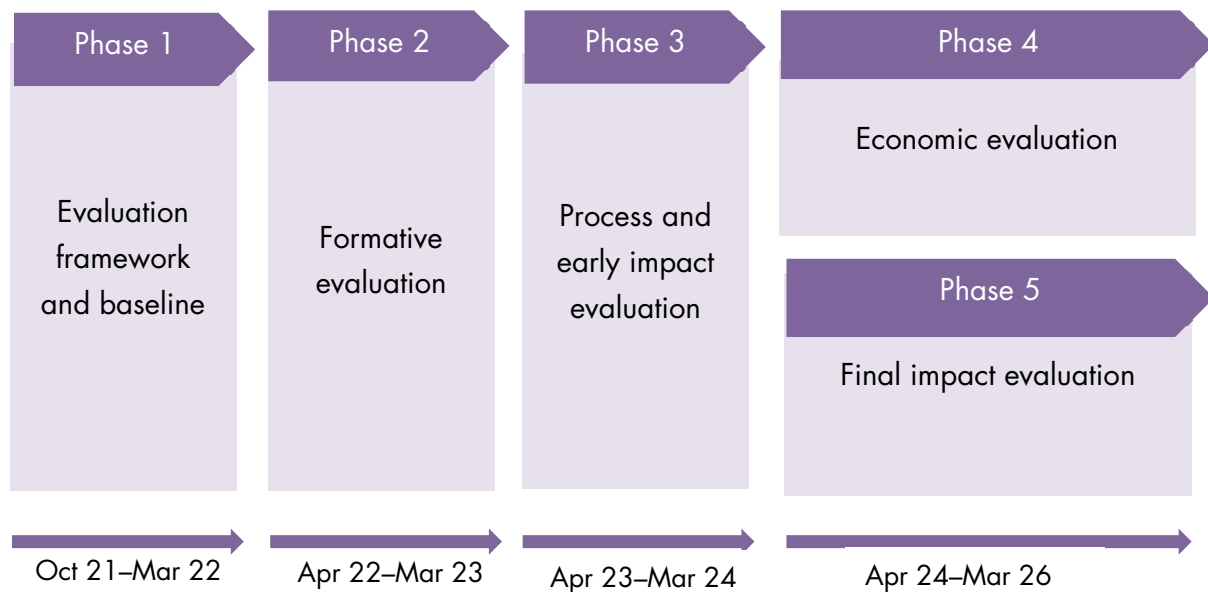 Phase 1
Evaluation
framework
and baseline
Oct 21–Mar 22
Phase 2
Formative
evaluation
Apr 22–Mar 23
Phase 3
Process and
early impact
evaluation
Apr 23–Mar 24
Phase 4
Economic evaluation
Phase 5
Final impact evaluation
Apr 24–Mar 26